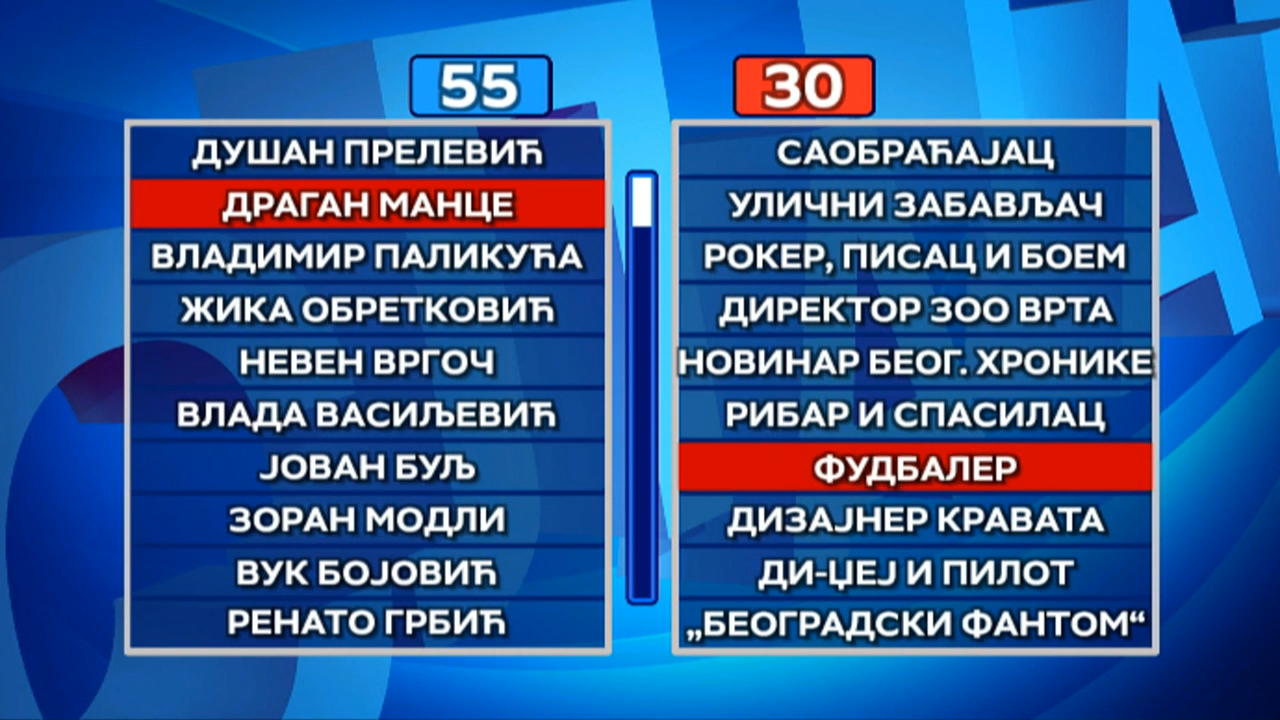 55
30
ДУШАН ПРЕЛЕВИЋ
ДРАГАН МАНЦЕ
ВЛАДИМИР ПАЛИКУЋА
ЖИКА ОБРЕТКОВИЋ
НЕВЕН ВРГОЧ
ВЛАДА ВАСИЉЕВИЋ
ЈОВАН БУЉ
ЗОРАН МОДЛИ
ВУК БОЈОВИЋ
РЕНАТО ГРБИЋ
САОБРАЋАЈАЦ
УЛИЧНИ ЗАБАВЉАЧ
РОКЕР, ПИСАЦ И БОЕМ
ДИРЕКТОР ЗОО ВРТА
НОВИНАР БЕОГ. ХРОНИКЕ
РИБАР И СПАСИЛАЦ
ФУДБАЛЕР
ДИЗАЈНЕР КРАВАТА
ДИ-ЏЕЈ И ПИЛОТ
„БЕОГРАДСКИ ФАНТОМ“